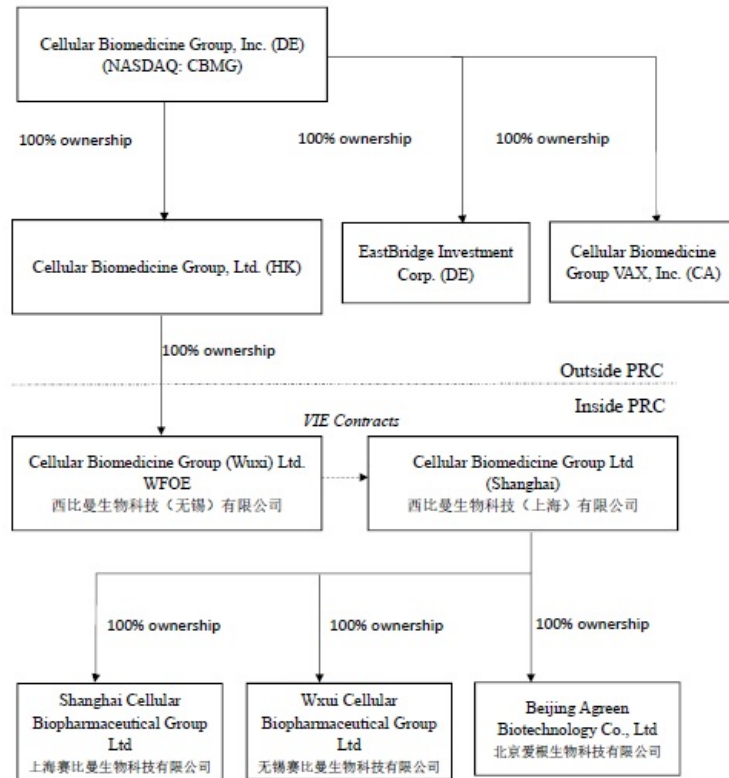 Cellular Biomedicine Group, Inc. (DE)
(NASDAQ: CBMG)
100% ownership
100% ownership
100% ownership
Cellular Biomedicine Group, Ltd. (HK)
EastBridge Investment
Corp. (DE)
Cellular Biomedicine
Group VAX, Inc. (CA)
100% ownership
Outside PRC
Inside PRC
VIE Contracts
Cellular Biomedicine Group (Wuxi) Ltd.
WFOE
西比曼生物科技（无锡）有限公司
Cellular Biomedicine Group Ltd
(Shanghai)
西比曼生物科技（上海）有限公司
100% ownership
100% ownership
100% ownership
Shanghai Cellular
Biopharmaceutical Group
Ltd
上海赛比曼生物科技有限公司
Wxui Cellular
Biopharmaceutical Group
Ltd
无锡赛比曼生物科技有限公司
Beijing Agreen
Biotechnology Co., Ltd
北京爱根生物科技有限公司